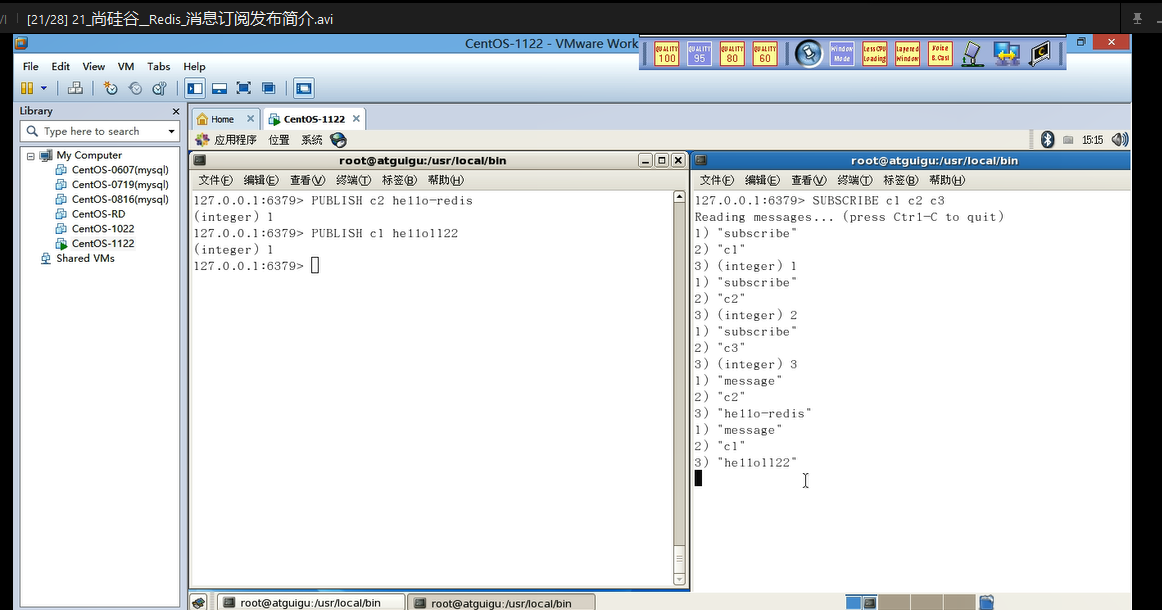 [21/28] 21_尚硅谷_Redis_消息订阅发布简介.avi
CentOS-1122 - VMware Work
QUALITY 100
QUALITY 95
QUALITY 80
QUALITY 60
Window Mode
LessCPU Loading
Layered Window
Noise & Cast
File Edit View VM Tabs Help
Library
Type here to search
My Computer
CentOS-0607(mysql)
CentOS-0719(mysql)
CentOS-0816(mysql)
CentOS-RD
CentOS-1022
CentOS-1122
Shared VMs
Home
CentOS-1122
应用程序 位置 系统
15:15
root@atguigu:/usr/local/bin
文件(F) 编辑(E) 查看(V) 终端(T) 标签(B) 帮助(H)
127.0.0.1:6379> PUBLISH c2 hello-redis
(integer) 1
127.0.0.1:6379> PUBLISH c1 hello1122
(integer) 1
127.0.0.1:6379>
root@atguigu:/usr/local/bin
文件(F) 编辑(E) 查看(V) 终端(T) 标签(B) 帮助(H)
127.0.0.1:6379> SUBSCRIBE c1 c2 c3
Reading messages... (press Ctrl-C to quit)
1) "subscribe"
2) "c1"
3) (integer) 1
1) "subscribe"
2) "c2"
3) (integer) 2
1) "subscribe"
2) "c3"
3) (integer) 3
1) "message"
2) "c2"
3) "hello-redis"
1) "message"
2) "c1"
3) "hello1122"
root@atguigu:/usr/local/bin
root@atguigu:/usr/local/bin